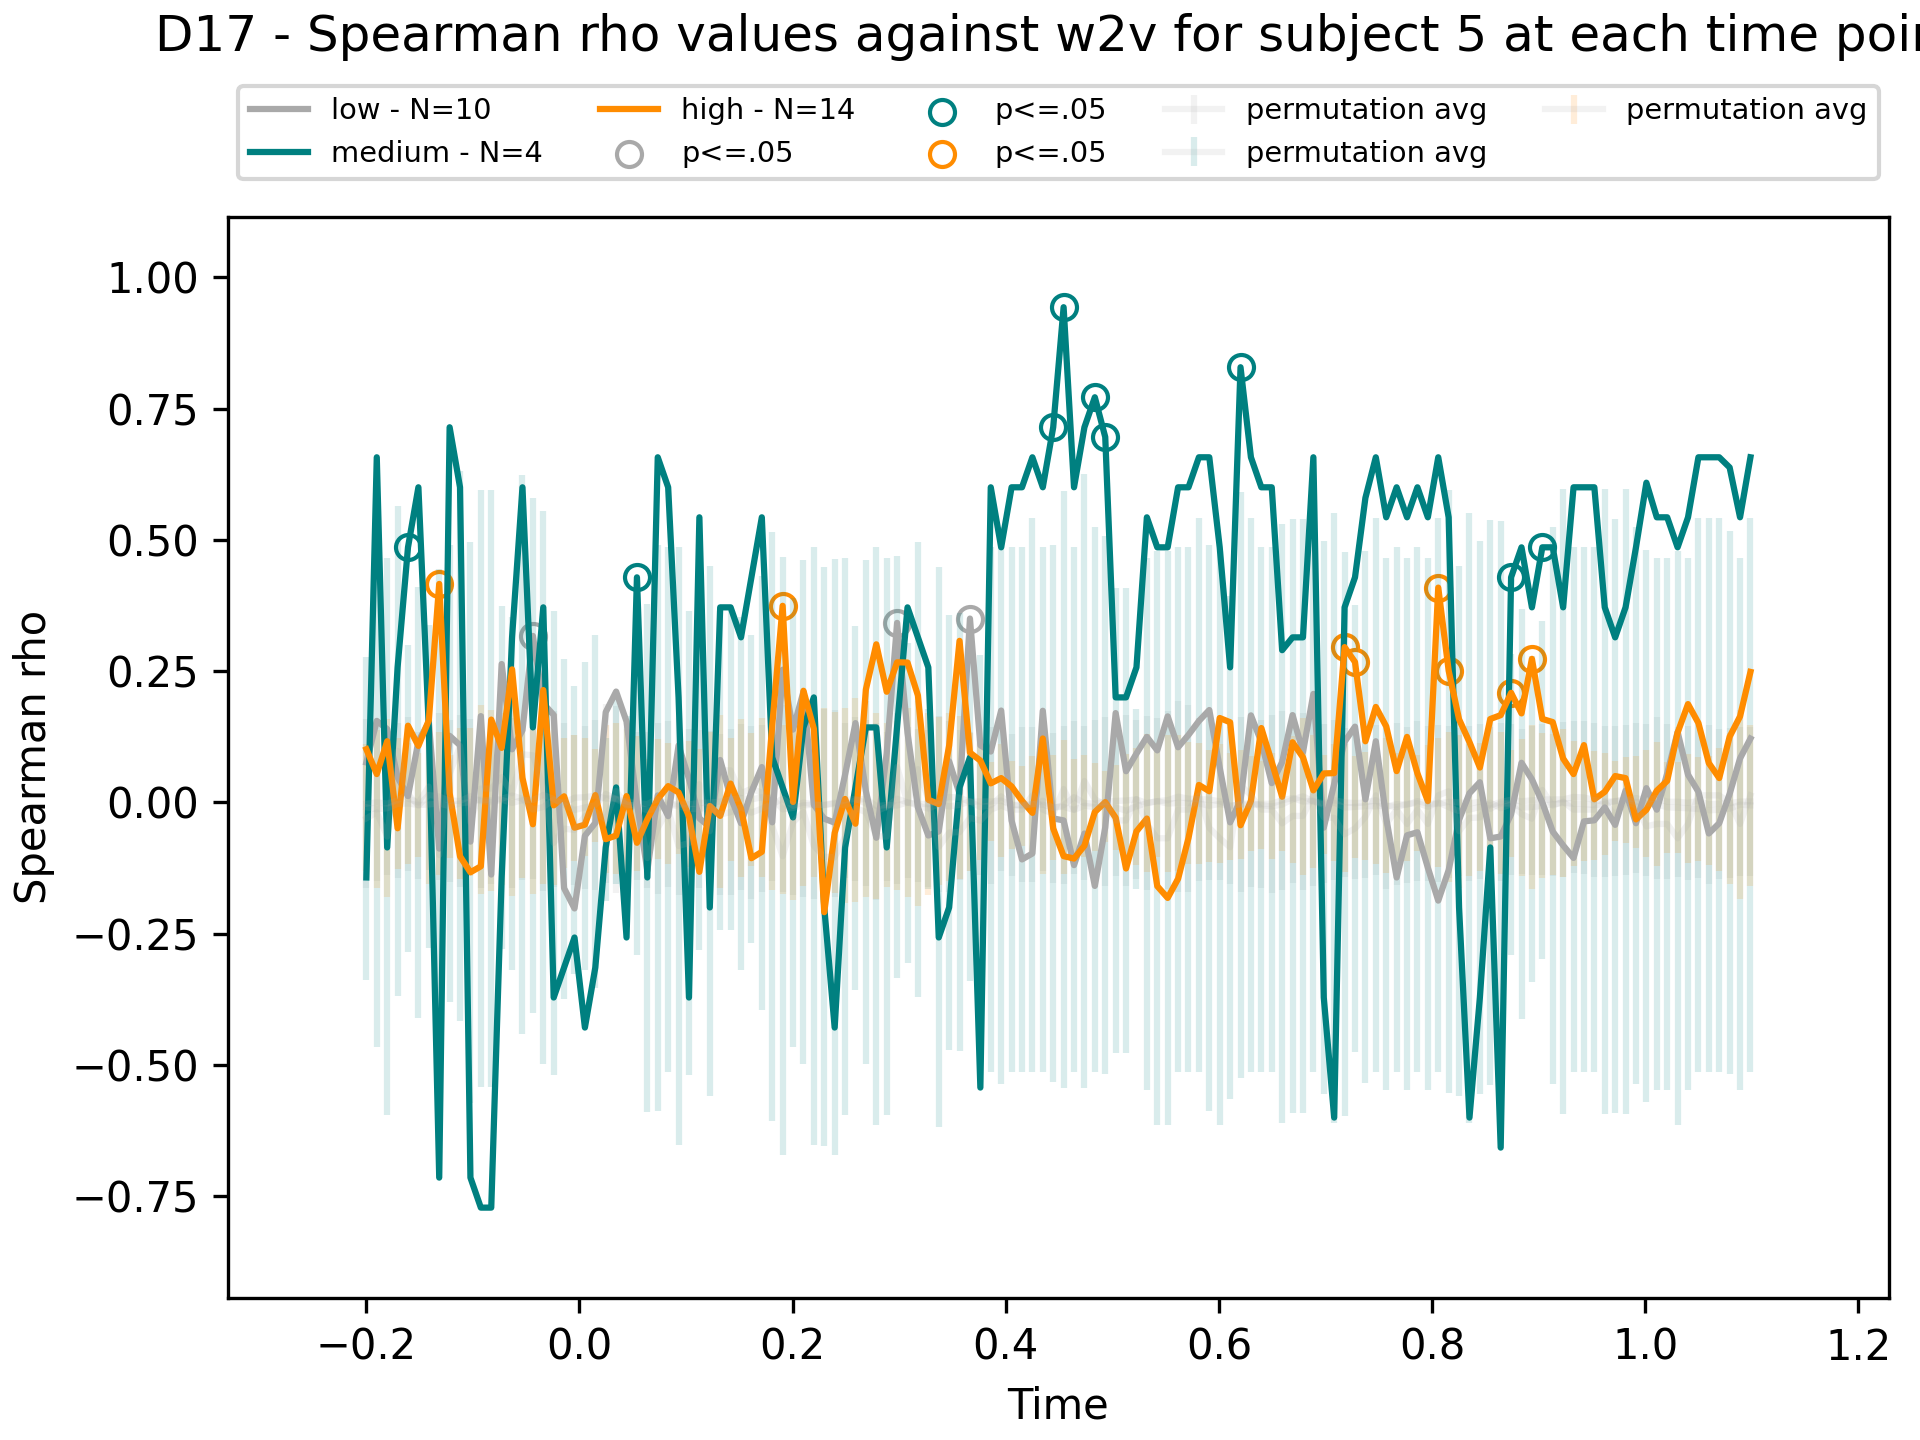 D17 - Spearman rho values against w2v for subject 5 at each time poi
low - N=10 high - N=14 p<=.05 permutation avg permutation avg
medium - N=4 p<=.05 p<=.05 permutation avg
1.00
0.75
0.50
0.25
0.00
−0.25
−0.50
−0.75
Spearman rho
−0.2 0.0 0.2 0.4 0.6 0.8 1.0 1.2
Time